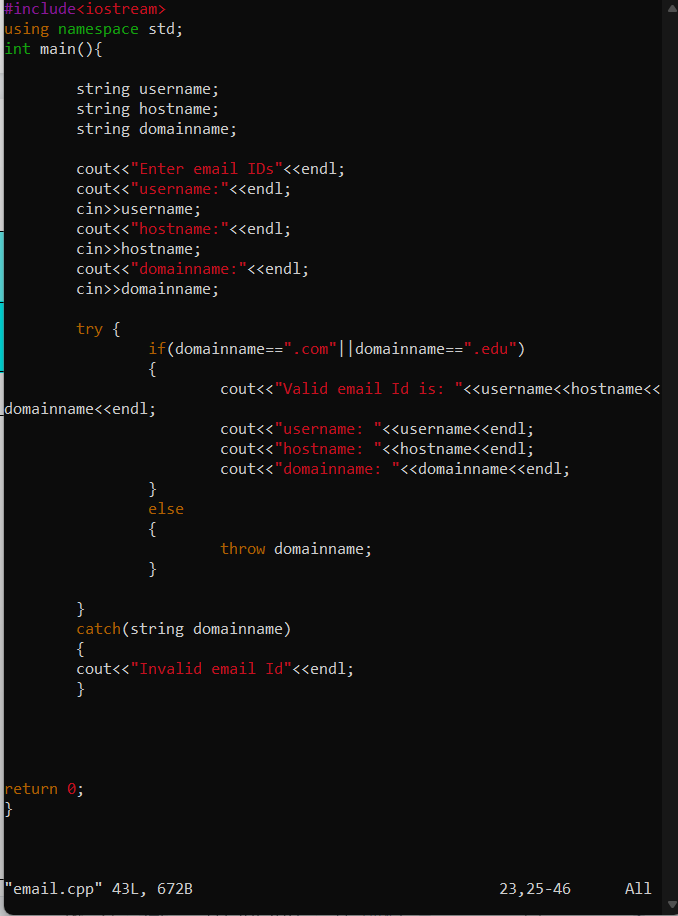 #include<iostream>
using namespace std;
int main(){
string username;
string hostname;
string domainname;
cout<<"Enter email IDs"<<endl;
cout<<"username:"<<endl;
cin>>username;
cout<<"hostname:"<<endl;
cin>>hostname;
cout<<"domainname:"<<endl;
cin>>domainname;
try {
if(domainname==".com"||domainname==".edu")
{
cout<<"Valid email Id is: "<<username<<hostname<<
domainname<<endl;
cout<<"username: "<<username<<endl;
cout<<"hostname: "<<hostname<<endl;
cout<<"domainname: "<<domainname<<endl;
}
else
{
throw domainname;
}
}
catch(string domainname)
{
cout<<"Invalid email Id"<<endl;
}
return 0;
}
"email.cpp" 43L, 672B 23,25-46 All